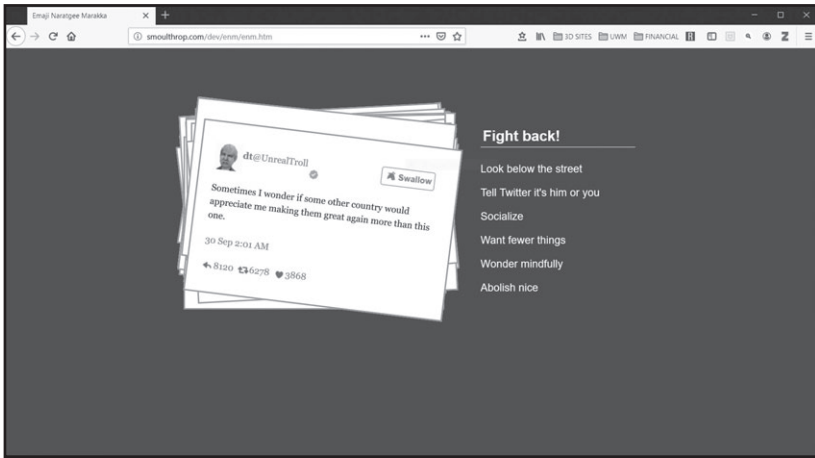 Emaji Naratgee Marakka
smoulthrop.com/dev/enm/enm.htm
3D SITES UWM FINANCIAL
dt@UnrealTroll
Swallow
Sometimes I wonder if some other country would
appreciate me making them great again more than this
one.
30 Sep 2:01 AM
8120 6278 3868
Fight back!
Look below the street
Tell Twitter it's him or you
Socialize
Want fewer things
Wonder mindfully
Abolish nice